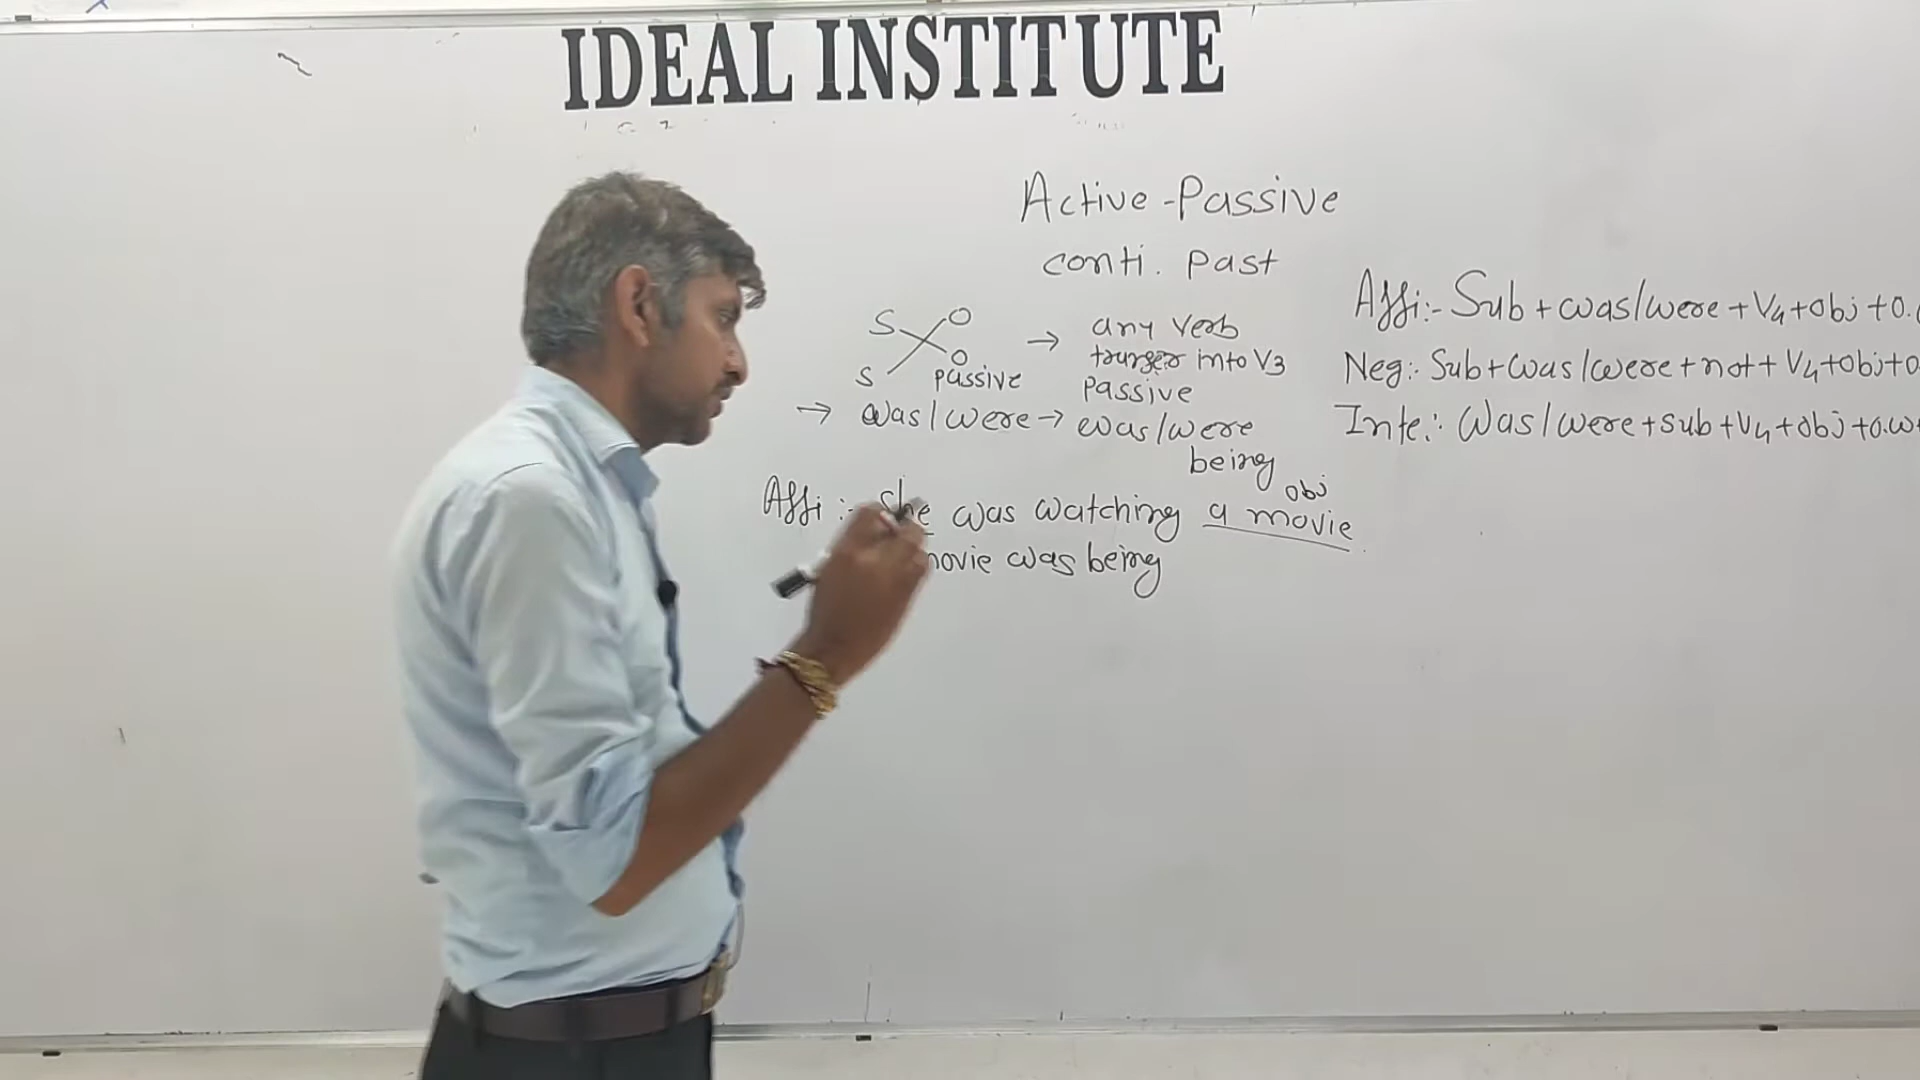 IDEAL INSTITUTE
Active-Passive
conti. past
S O
S O
passive
→ any verb
into V3
passive
→ was/were → was/were
being
Affi:- Sub+was/were+V4+obj+o.
Neg:- Sub+was/were+not+V4+obj+o
Inte:- Was/were+sub+V4+obj+o.w
obj
Affi:- She was watching a movie
movie was being